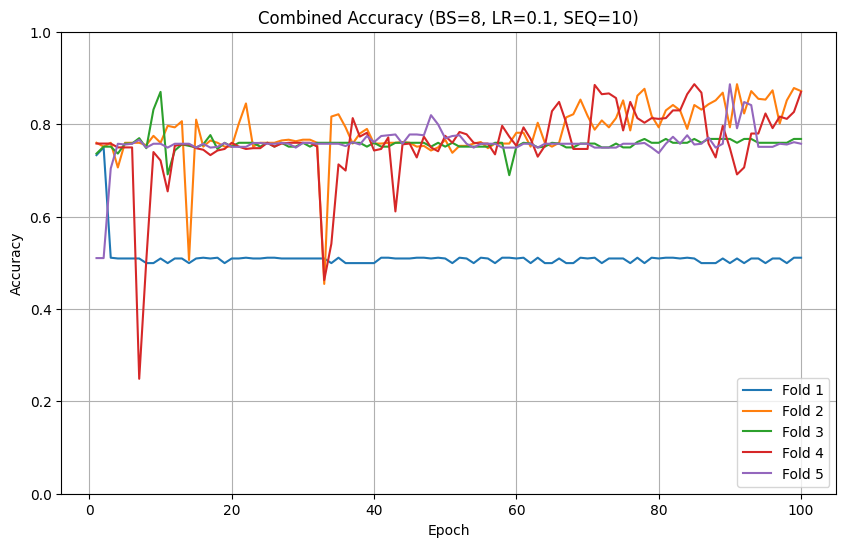 Combined Accuracy (BS=8, LR=0.1, SEQ=10)
Accuracy
1.0
0.8
0.6
0.4
0.2
0.0
0
20
40
60
80
100
Epoch
Fold 1
Fold 2
Fold 3
Fold 4
Fold 5